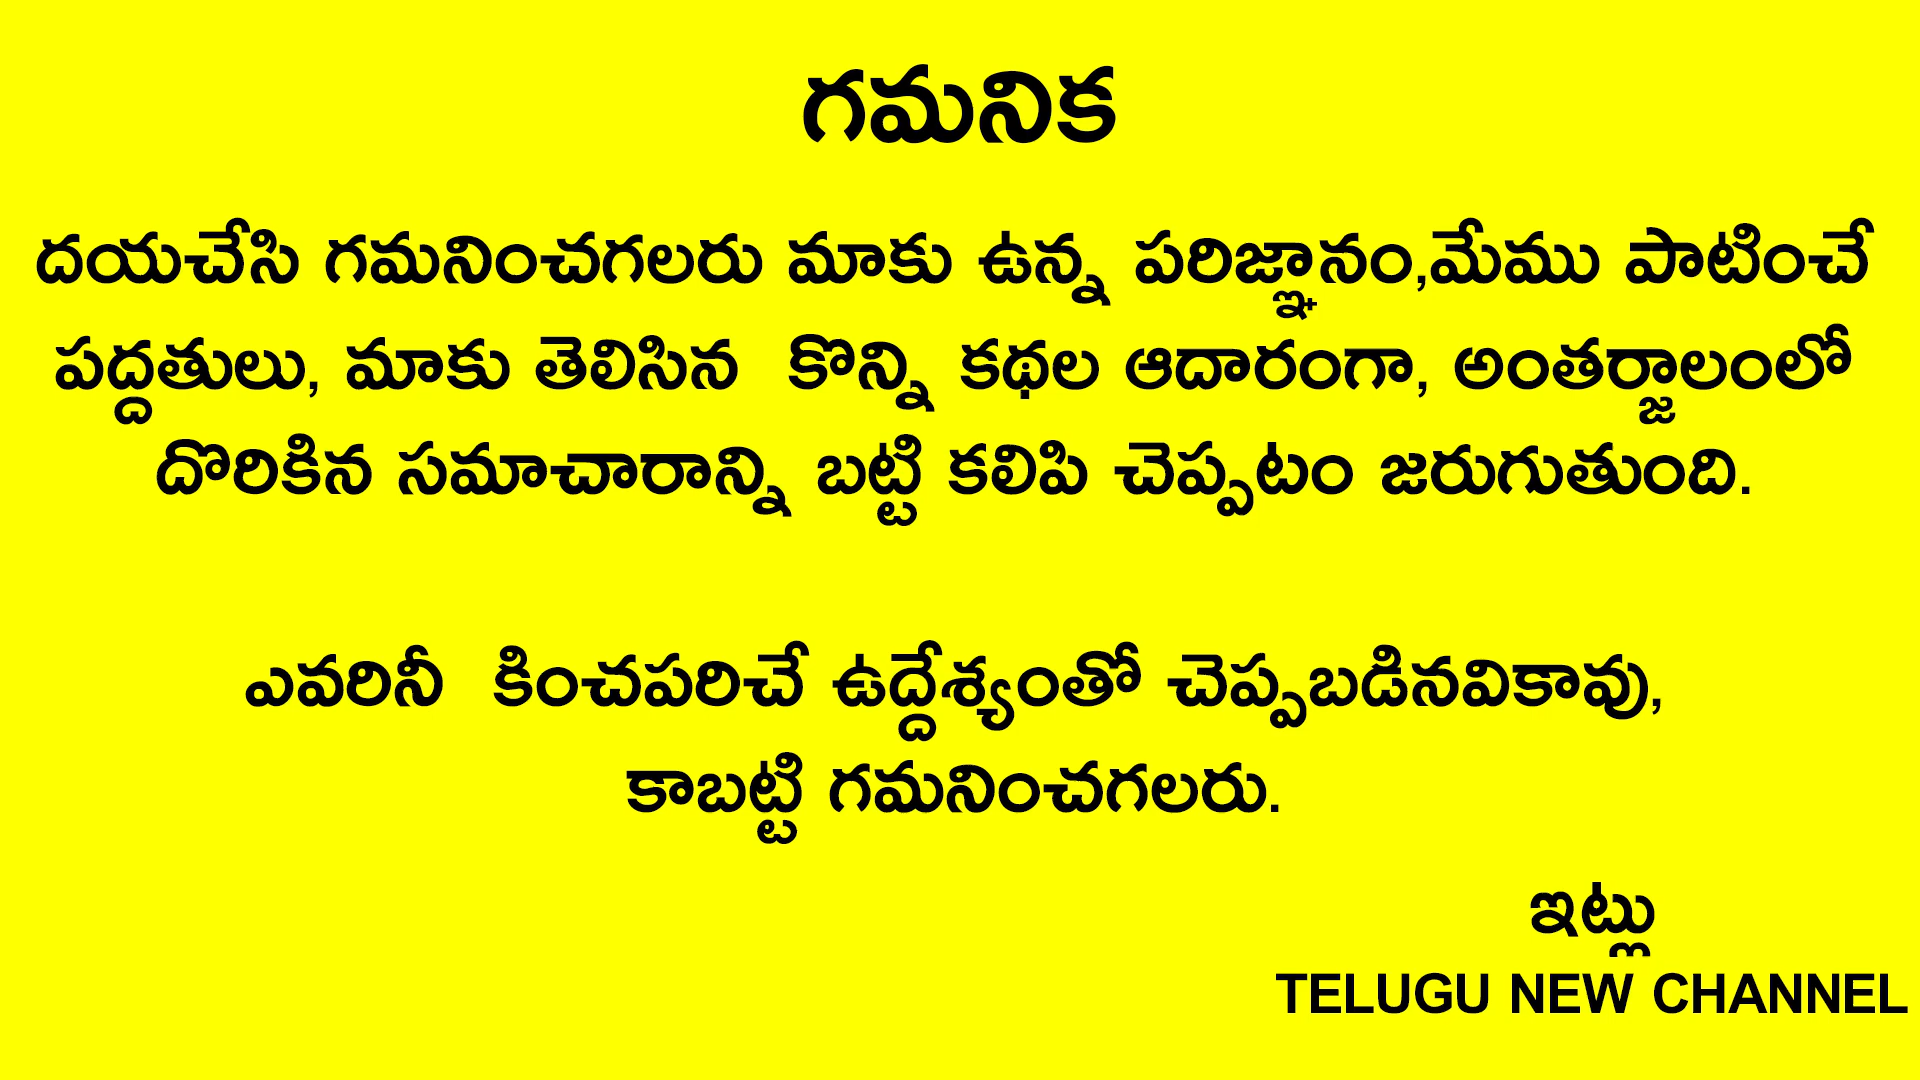 గమనిక
దయచేసి గమనించగలరు మాకు ఉన్న పరిజ్ఞానం,మేము పాటించే
పద్దతులు, మాకు తెలిసిన కొన్ని కథల ఆదారంగా, అంతర్జాలంలో
దొరికిన సమాచారాన్ని బట్టి కలిపి చెప్పటం జరుగుతుంది.
ఎవరినీ కించపరిచే ఉద్దేశ్యంతో చెప్పబడినవికావు,
కాబట్టి గమనించగలరు.
ఇట్లు
TELUGU NEW CHANNEL